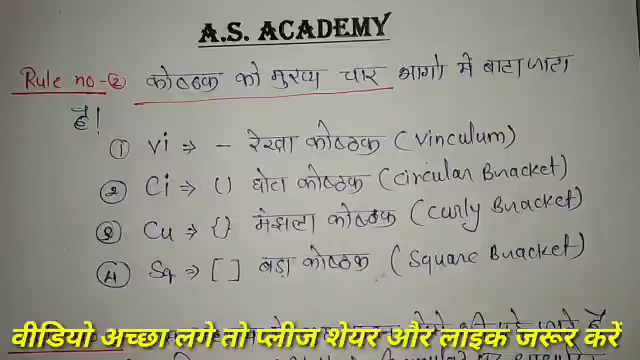 A.S. ACADEMY
Rule no-② कोष्ठक को मुख्य चार भागो में बाटा जाता
है।
① Vi ⇒ – रेखा कोष्ठक (Vinculum)
② Ci ⇒ () छोटा कोष्ठक (Circular Bracket)
③ Cu ⇒ {} मंझला कोष्ठक (Curly Bracket)
④ Sq ⇒ [] बड़ा कोष्ठक (Square Bracket)
वीडियो अच्छा लगे तो प्लीज शेयर और लाइक जरूर करें